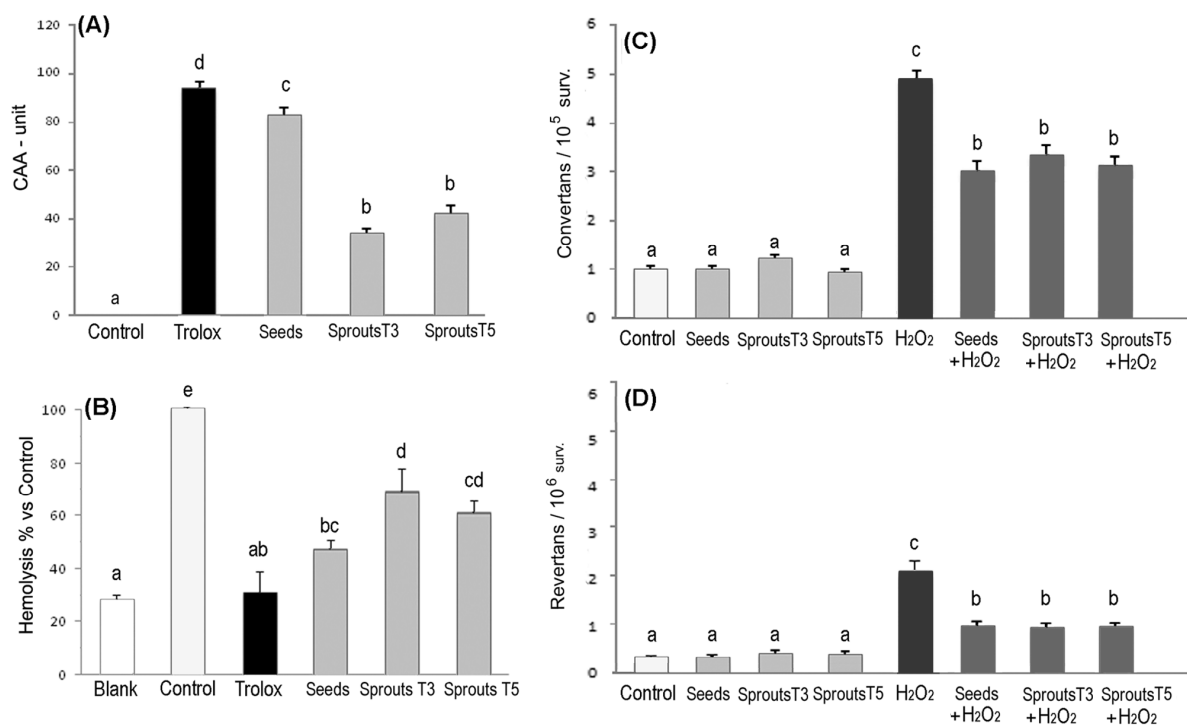 (A)
CAA - unit
120
100
80
60
40
20
0
a
d
c
b
b
Control Trolox Seeds SproutsT3 SproutsT5
(B)
Hemolysis % vs Control
100
80
60
40
20
0
a
e
ab
bc
d
cd
Blank Control Trolox Seeds Sprouts T3 Sprouts T5
(C)
Convertans / 10⁵ surv.
6
5
4
3
2
1
0
a
a
a
a
c
b
b
b
Control Seeds SproutsT3 SproutsT5 H₂O₂ Seeds SproutsT3 SproutsT5
+H₂O₂ +H₂O₂ +H₂O₂
(D)
Revertans / 10⁶ surv.
6
5
4
3
2
1
0
a
a
a
a
c
b
b
b
Control Seeds SproutsT3 SproutsT5 H₂O₂ Seeds SproutsT3 SproutsT5
+H₂O₂ +H₂O₂ +H₂O₂